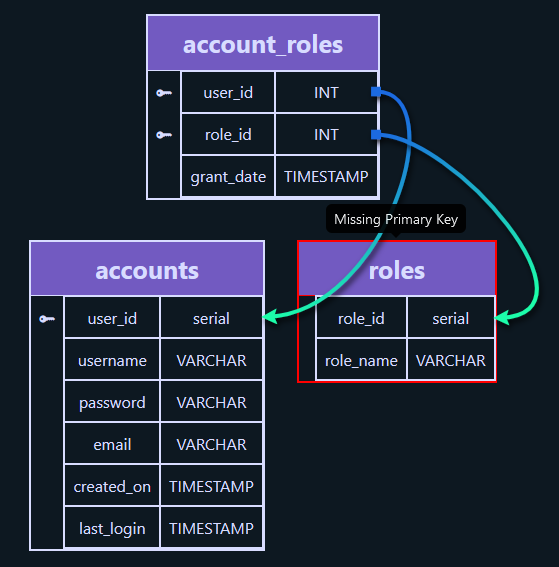 account_roles
user_id INT
role_id INT
grant_date TIMESTAMP
Missing Primary Key
accounts
user_id serial
username VARCHAR
password VARCHAR
email VARCHAR
created_on TIMESTAMP
last_login TIMESTAMP
roles
role_id serial
role_name VARCHAR